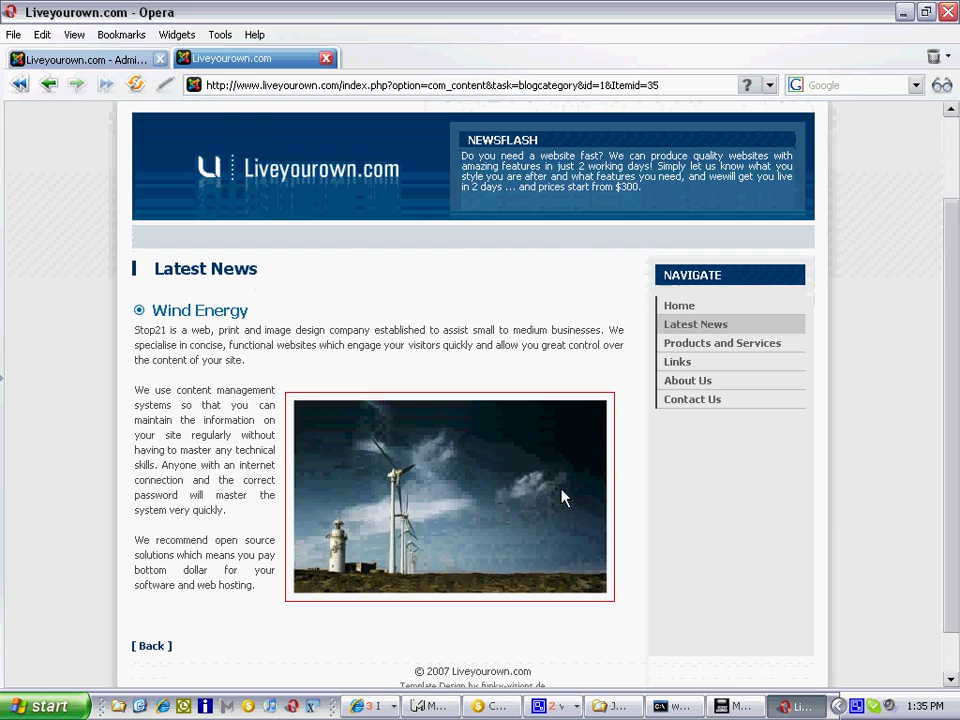 Liveyourown.com - Opera
File Edit View Bookmarks Widgets Tools Help
Liveyourown.com - Admi... Liveyourown.com
http://www.liveyourown.com/index.php?option=com_content&task=blogcategory&id=1&Itemid=35 ? Google
Liveyourown.com
NEWSFLASH
Do you need a website fast? We can produce quality websites with
amazing features in just 2 working days! Simply let us know what you
style you are after and what features you need, and wewill get you live
in 2 days ... and prices start from $300.
Latest News
Wind Energy
Stop21 is a web, print and image design company established to assist small to medium businesses. We
specialise in concise, functional websites which engage your visitors quickly and allow you great control over
the content of your site.
We use content management
systems so that you can
maintain the information on
your site regularly without
having to master any technical
skills. Anyone with an internet
connection and the correct
password will master the
system very quickly.
We recommend open source
solutions which means you pay
bottom dollar for your
software and web hosting.
[ Back ]
NAVIGATE
Home
Latest News
Products and Services
Links
About Us
Contact Us
© 2007 Liveyourown.com
Template Design by funky-visions.de
start 3 I M... C... 2 J... w... M... Li... 1:35 PM